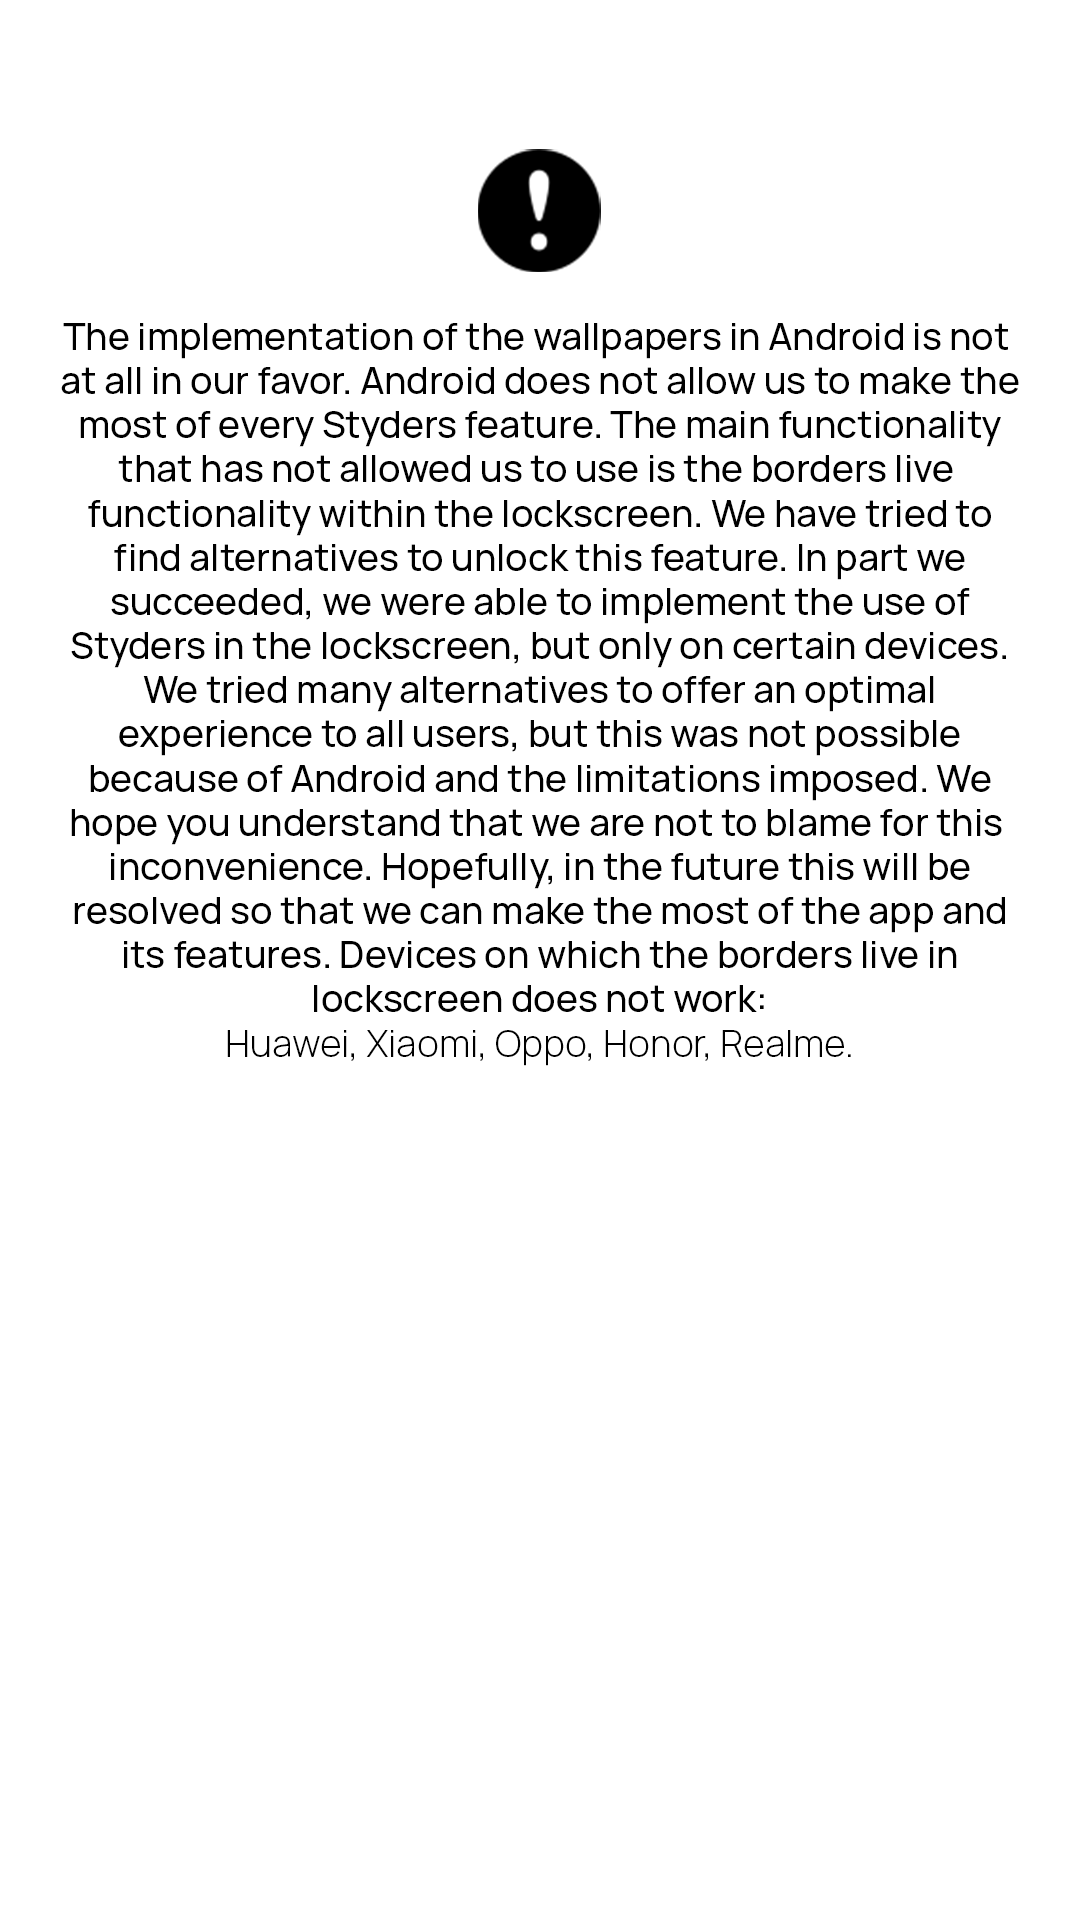 The implementation of the wallpapers in Android is not
at all in our favor. Android does not allow us to make the
most of every Styders feature. The main functionality
that has not allowed us to use is the borders live
functionality within the lockscreen. We have tried to
find alternatives to unlock this feature. In part we
succeeded, we were able to implement the use of
Styders in the lockscreen, but only on certain devices.
We tried many alternatives to offer an optimal
experience to all users, but this was not possible
because of Android and the limitations imposed. We
hope you understand that we are not to blame for this
inconvenience. Hopefully, in the future this will be
resolved so that we can make the most of the app and
its features. Devices on which the borders live in
lockscreen does not work:
Huawei, Xiaomi, Oppo, Honor, Realme.